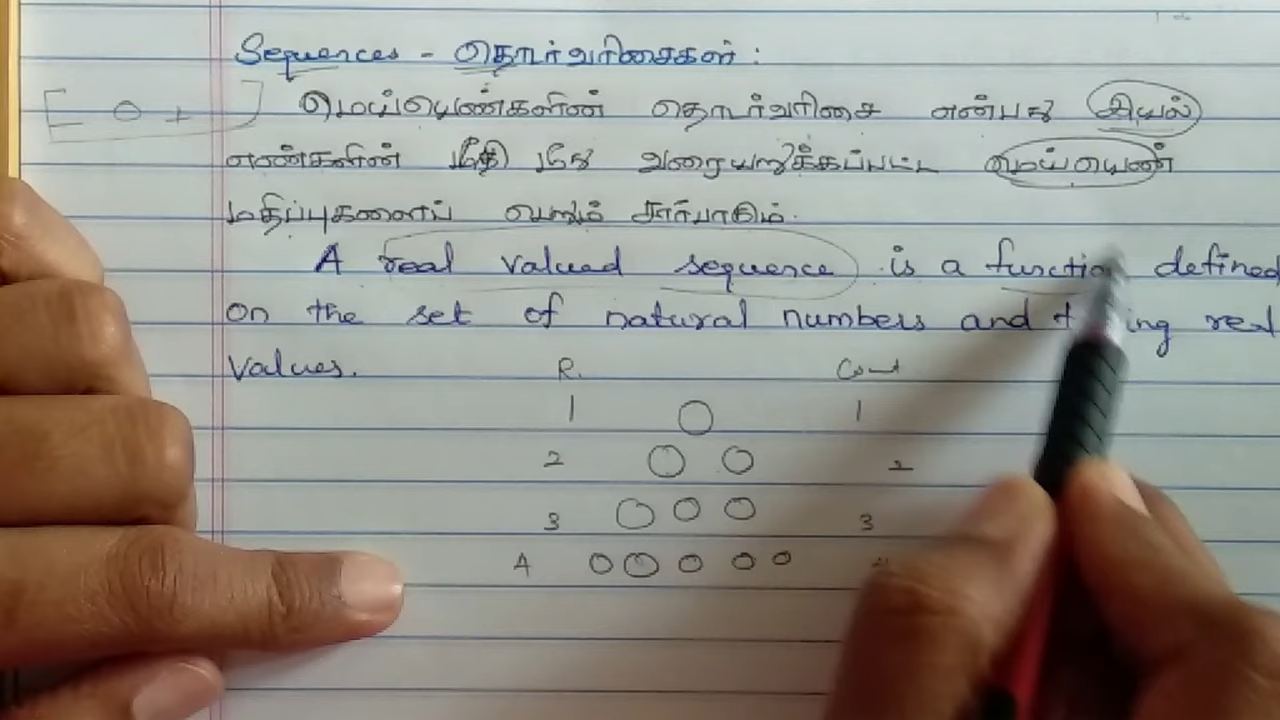 Sequences - தொடர்வரிசைகள் :
மெய்யெண்களின் தொடர்வரிசை என்பது இயல்
எண்களின் மீது வரையறுக்கப்பட்ட மெய்யெண்
மதிப்புகளைப் பெறும் சார்பாகும்.
A real valued sequence is a function defined
on the set of natural numbers and real
values. R.
1 1
2 2
3 3
4